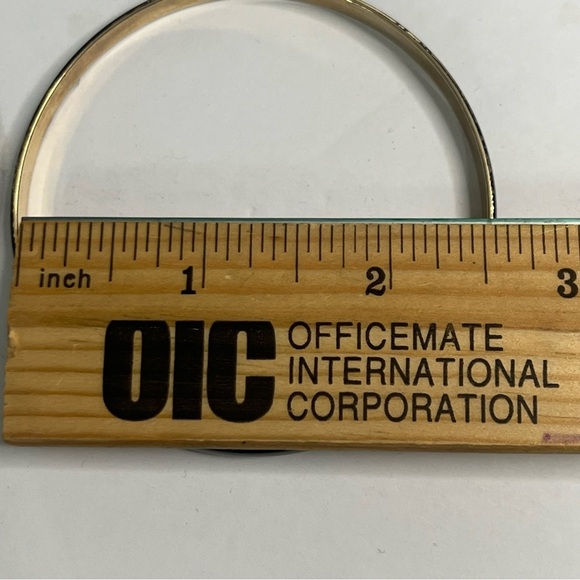 inch 1 2 3
OIC OFFICEMATE
INTERNATIONAL
CORPORATION